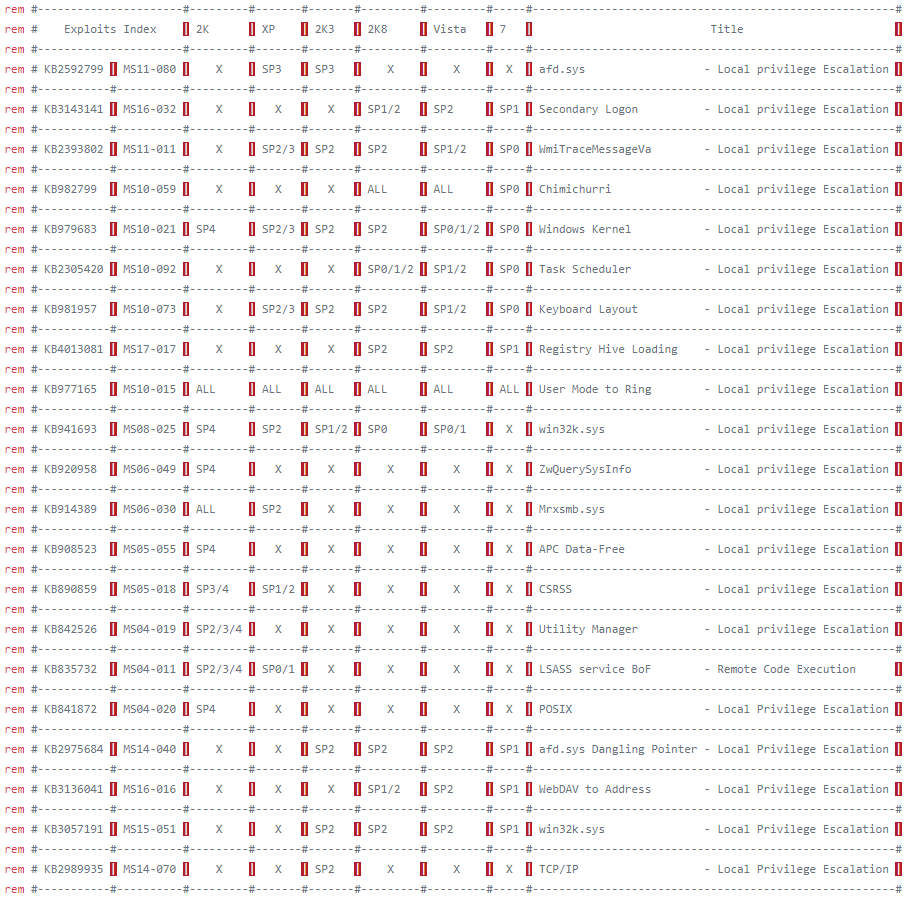 rem #----------------------#---------#-------#-------#---------#---------#-----#-------------------------------------------------------#
rem #    Exploits Index | 2K | XP | 2K3 | 2K8 | Vista | 7 | Title |
rem #----------------------#---------#-------#-------#---------#---------#-----#-------------------------------------------------------#
rem # KB2592799 | MS11-080 | X | SP3 | SP3 | X | X | X | afd.sys - Local privilege Escalation |
rem #-----------#----------#---------#-------#-------#---------#---------#-----#-------------------------------------------------------#
rem # KB3143141 | MS16-032 | X | X | X | SP1/2 | SP2 | SP1 | Secondary Logon - Local privilege Escalation |
rem #-----------#----------#---------#-------#-------#---------#---------#-----#-------------------------------------------------------#
rem # KB2393802 | MS11-011 | X | SP2/3 | SP2 | SP2 | SP1/2 | SP0 | WmiTraceMessageVa - Local privilege Escalation |
rem #-----------#----------#---------#-------#-------#---------#---------#-----#-------------------------------------------------------#
rem # KB982799 | MS10-059 | X | X | X | ALL | ALL | SP0 | Chimichurri - Local privilege Escalation |
rem #-----------#----------#---------#-------#-------#---------#---------#-----#-------------------------------------------------------#
rem # KB979683 | MS10-021 | SP4 | SP2/3 | SP2 | SP2 | SP0/1/2 | SP0 | Windows Kernel - Local privilege Escalation |
rem #-----------#----------#---------#-------#-------#---------#---------#-----#-------------------------------------------------------#
rem # KB2305420 | MS10-092 | X | X | X | SP0/1/2 | SP1/2 | SP0 | Task Scheduler - Local privilege Escalation |
rem #-----------#----------#---------#-------#-------#---------#---------#-----#-------------------------------------------------------#
rem # KB981957 | MS10-073 | X | SP2/3 | SP2 | SP2 | SP1/2 | SP0 | Keyboard Layout - Local privilege Escalation |
rem #-----------#----------#---------#-------#-------#---------#---------#-----#-------------------------------------------------------#
rem # KB4013081 | MS17-017 | X | X | X | SP2 | SP2 | SP1 | Registry Hive Loading - Local privilege Escalation |
rem #-----------#----------#---------#-------#-------#---------#---------#-----#-------------------------------------------------------#
rem # KB977165 | MS10-015 | ALL | ALL | ALL | ALL | ALL | ALL | User Mode to Ring - Local privilege Escalation |
rem #-----------#----------#---------#-------#-------#---------#---------#-----#-------------------------------------------------------#
rem # KB941693 | MS08-025 | SP4 | SP2 | SP1/2 | SP0 | SP0/1 | X | win32k.sys - Local privilege Escalation |
rem #-----------#----------#---------#-------#-------#---------#---------#-----#-------------------------------------------------------#
rem # KB920958 | MS06-049 | SP4 | X | X | X | X | X | ZwQuerySysInfo - Local privilege Escalation |
rem #-----------#----------#---------#-------#-------#---------#---------#-----#-------------------------------------------------------#
rem # KB914389 | MS06-030 | ALL | SP2 | X | X | X | X | Mrxsmb.sys - Local privilege Escalation |
rem #-----------#----------#---------#-------#-------#---------#---------#-----#-------------------------------------------------------#
rem # KB908523 | MS05-055 | SP4 | X | X | X | X | X | APC Data-Free - Local privilege Escalation |
rem #-----------#----------#---------#-------#-------#---------#---------#-----#-------------------------------------------------------#
rem # KB890859 | MS05-018 | SP3/4 | SP1/2 | X | X | X | X | CSRSS - Local privilege Escalation |
rem #-----------#----------#---------#-------#-------#---------#---------#-----#-------------------------------------------------------#
rem # KB842526 | MS04-019 | SP2/3/4 | X | X | X | X | X | Utility Manager - Local privilege Escalation |
rem #-----------#----------#---------#-------#-------#---------#---------#-----#-------------------------------------------------------#
rem # KB835732 | MS04-011 | SP2/3/4 | SP0/1 | X | X | X | X | LSASS service BoF - Remote Code Execution |
rem #-----------#----------#---------#-------#-------#---------#---------#-----#-------------------------------------------------------#
rem # KB841872 | MS04-020 | SP4 | X | X | X | X | X | POSIX - Local Privilege Escalation |
rem #-----------#----------#---------#-------#-------#---------#---------#-----#-------------------------------------------------------#
rem # KB2975684 | MS14-040 | X | X | SP2 | SP2 | SP2 | SP1 | afd.sys Dangling Pointer - Local Privilege Escalation |
rem #-----------#----------#---------#-------#-------#---------#---------#-----#-------------------------------------------------------#
rem # KB3136041 | MS16-016 | X | X | X | SP1/2 | SP2 | SP1 | WebDAV to Address - Local Privilege Escalation |
rem #-----------#----------#---------#-------#-------#---------#---------#-----#-------------------------------------------------------#
rem # KB3057191 | MS15-051 | X | X | SP2 | SP2 | SP2 | SP1 | win32k.sys - Local Privilege Escalation |
rem #-----------#----------#---------#-------#-------#---------#---------#-----#-------------------------------------------------------#
rem # KB2989935 | MS14-070 | X | X | SP2 | X | X | X | TCP/IP - Local Privilege Escalation |
rem #-----------#----------#---------#-------#-------#---------#---------#-----#-------------------------------------------------------#